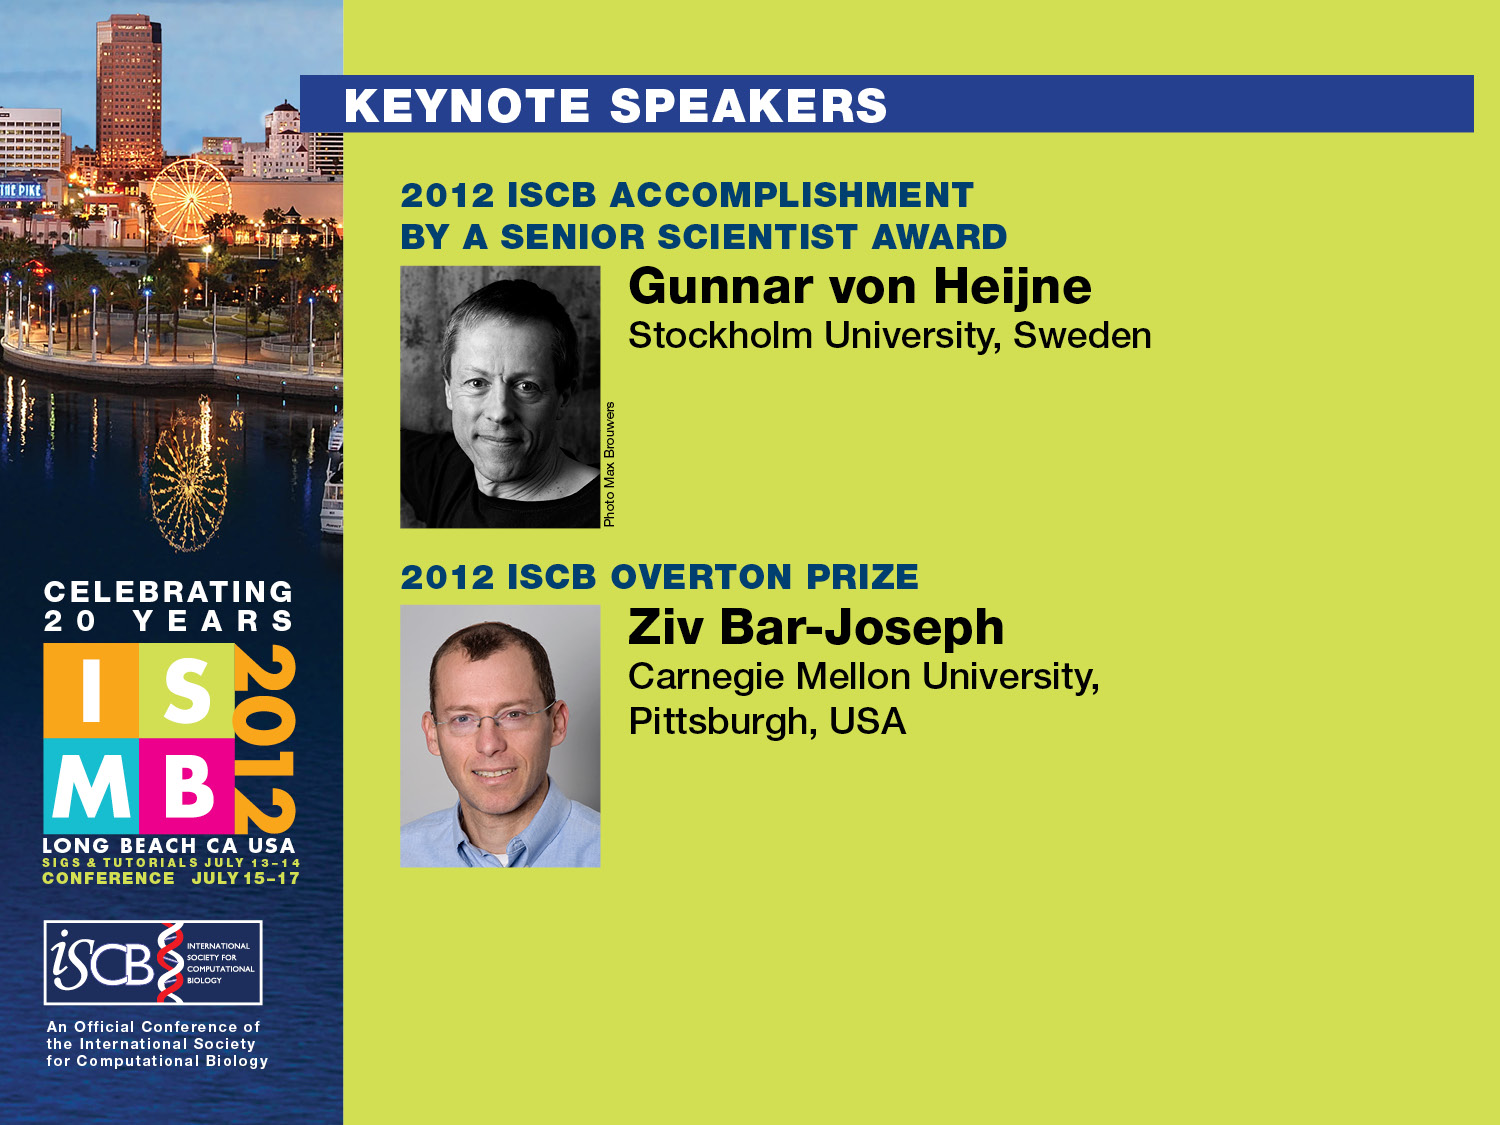 THE PIKE
CELEBRATING
20 YEARS
I S
M B
2012
LONG BEACH CA USA
SIGS & TUTORIALS JULY 13–14
CONFERENCE JULY 15–17
iSCB
INTERNATIONAL
SOCIETY FOR
COMPUTATIONAL
BIOLOGY
An Official Conference of
the International Society
for Computational Biology
KEYNOTE SPEAKERS
2012 ISCB ACCOMPLISHMENT
BY A SENIOR SCIENTIST AWARD
Gunnar von Heijne
Stockholm University, Sweden
Photo Max Brouwers
2012 ISCB OVERTON PRIZE
Ziv Bar-Joseph
Carnegie Mellon University,
Pittsburgh, USA